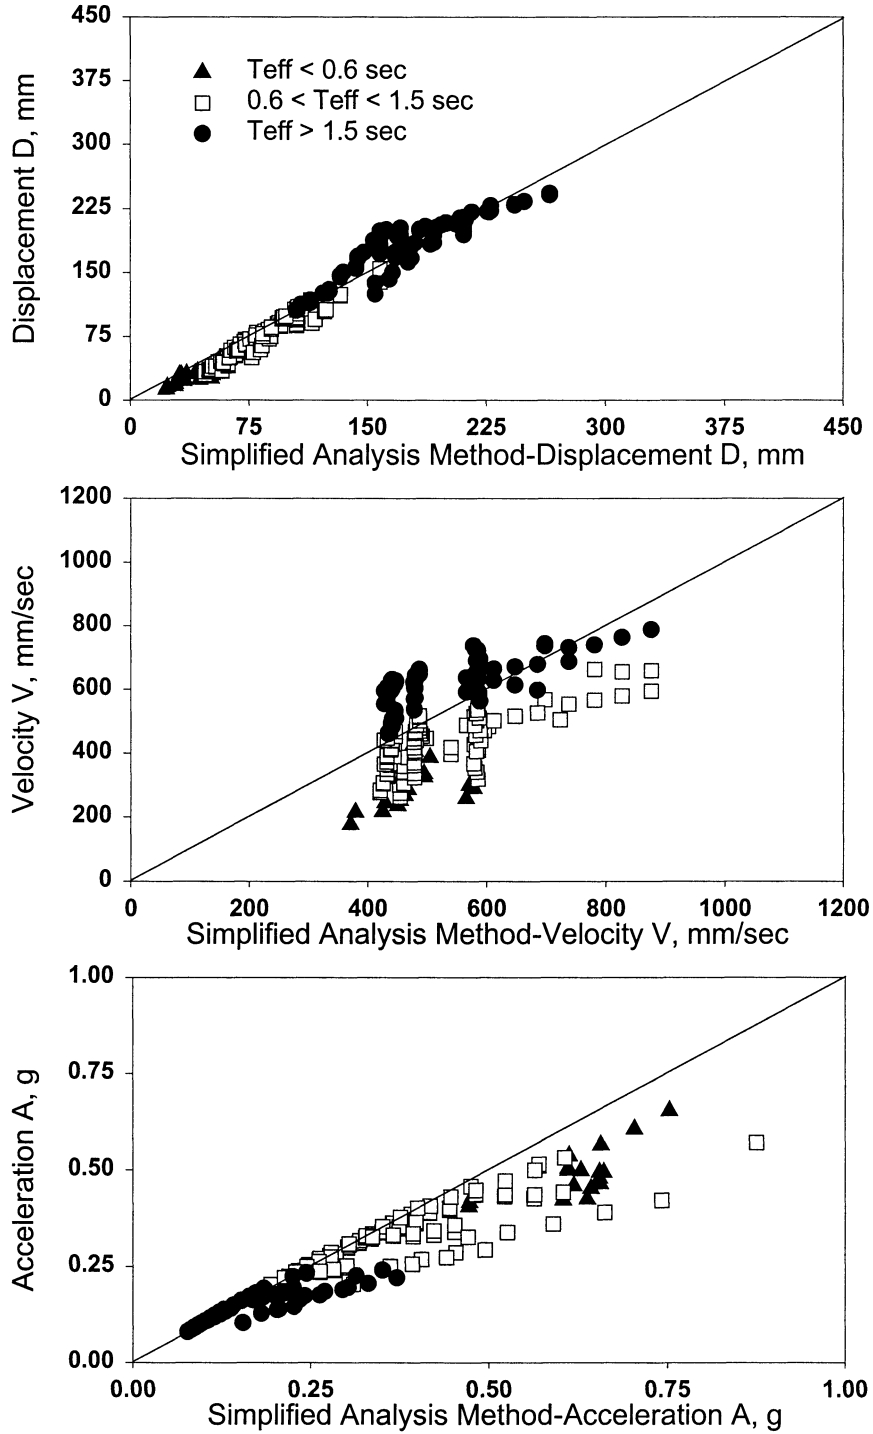 450
375
300
225
150
75
0
Displacement D, mm
Teff < 0.6 sec
0.6 < Teff < 1.5 sec
Teff > 1.5 sec
0 75 150 225 300 375 450
Simplified Analysis Method-Displacement D, mm
1200
1000
800
600
400
200
0
Velocity V, mm/sec
0 200 400 600 800 1000 1200
Simplified Analysis Method-Velocity V, mm/sec
1.00
0.75
0.50
0.25
0.00
Acceleration A, g
0.00 0.25 0.50 0.75 1.00
Simplified Analysis Method-Acceleration A, g